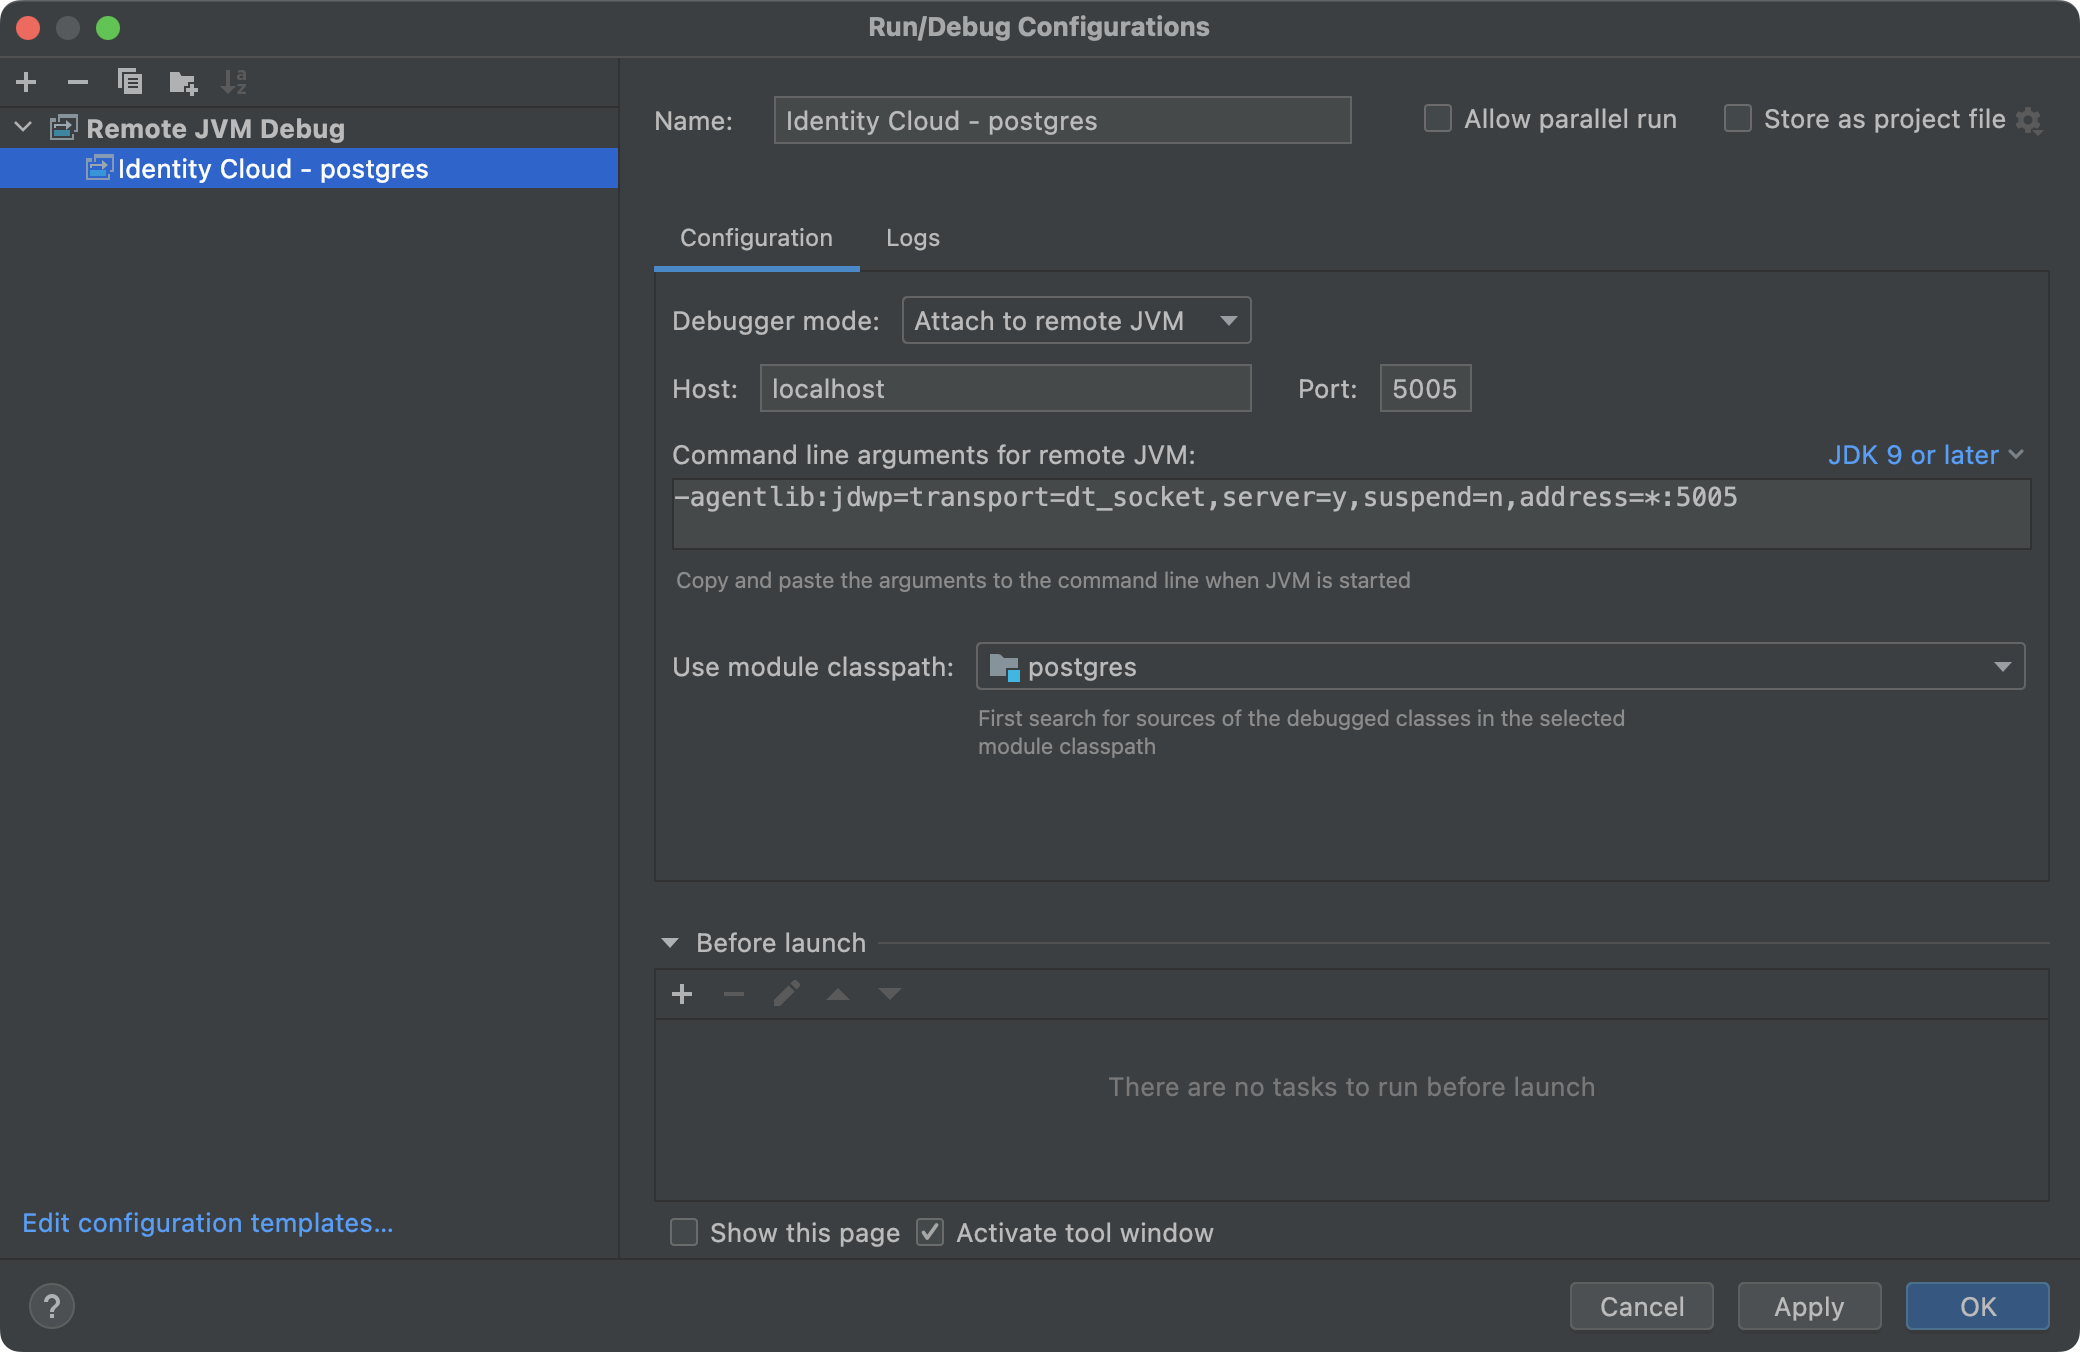 Run/Debug Configurations
Remote JVM Debug
Identity Cloud - postgres
Edit configuration templates...
Name: Identity Cloud - postgres Allow parallel run Store as project file
Configuration Logs
Debugger mode: Attach to remote JVM
Host: localhost Port: 5005
Command line arguments for remote JVM: JDK 9 or later
-agentlib:jdwp=transport=dt_socket,server=y,suspend=n,address=*:5005
Copy and paste the arguments to the command line when JVM is started
Use module classpath: postgres
First search for sources of the debugged classes in the selected
module classpath
Before launch
There are no tasks to run before launch
Show this page Activate tool window
? Cancel Apply OK